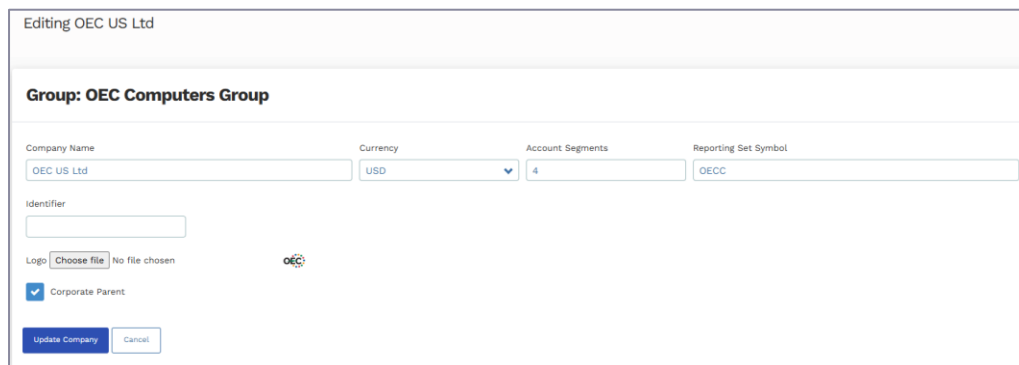 Editing OEC US Ltd
Group: OEC Computers Group
Company Name Currency Account Segments Reporting Set Symbol
OEC US Ltd USD 4 OECC
Identifier
Logo Choose file No file chosen OEC
Corporate Parent
Update Company Cancel